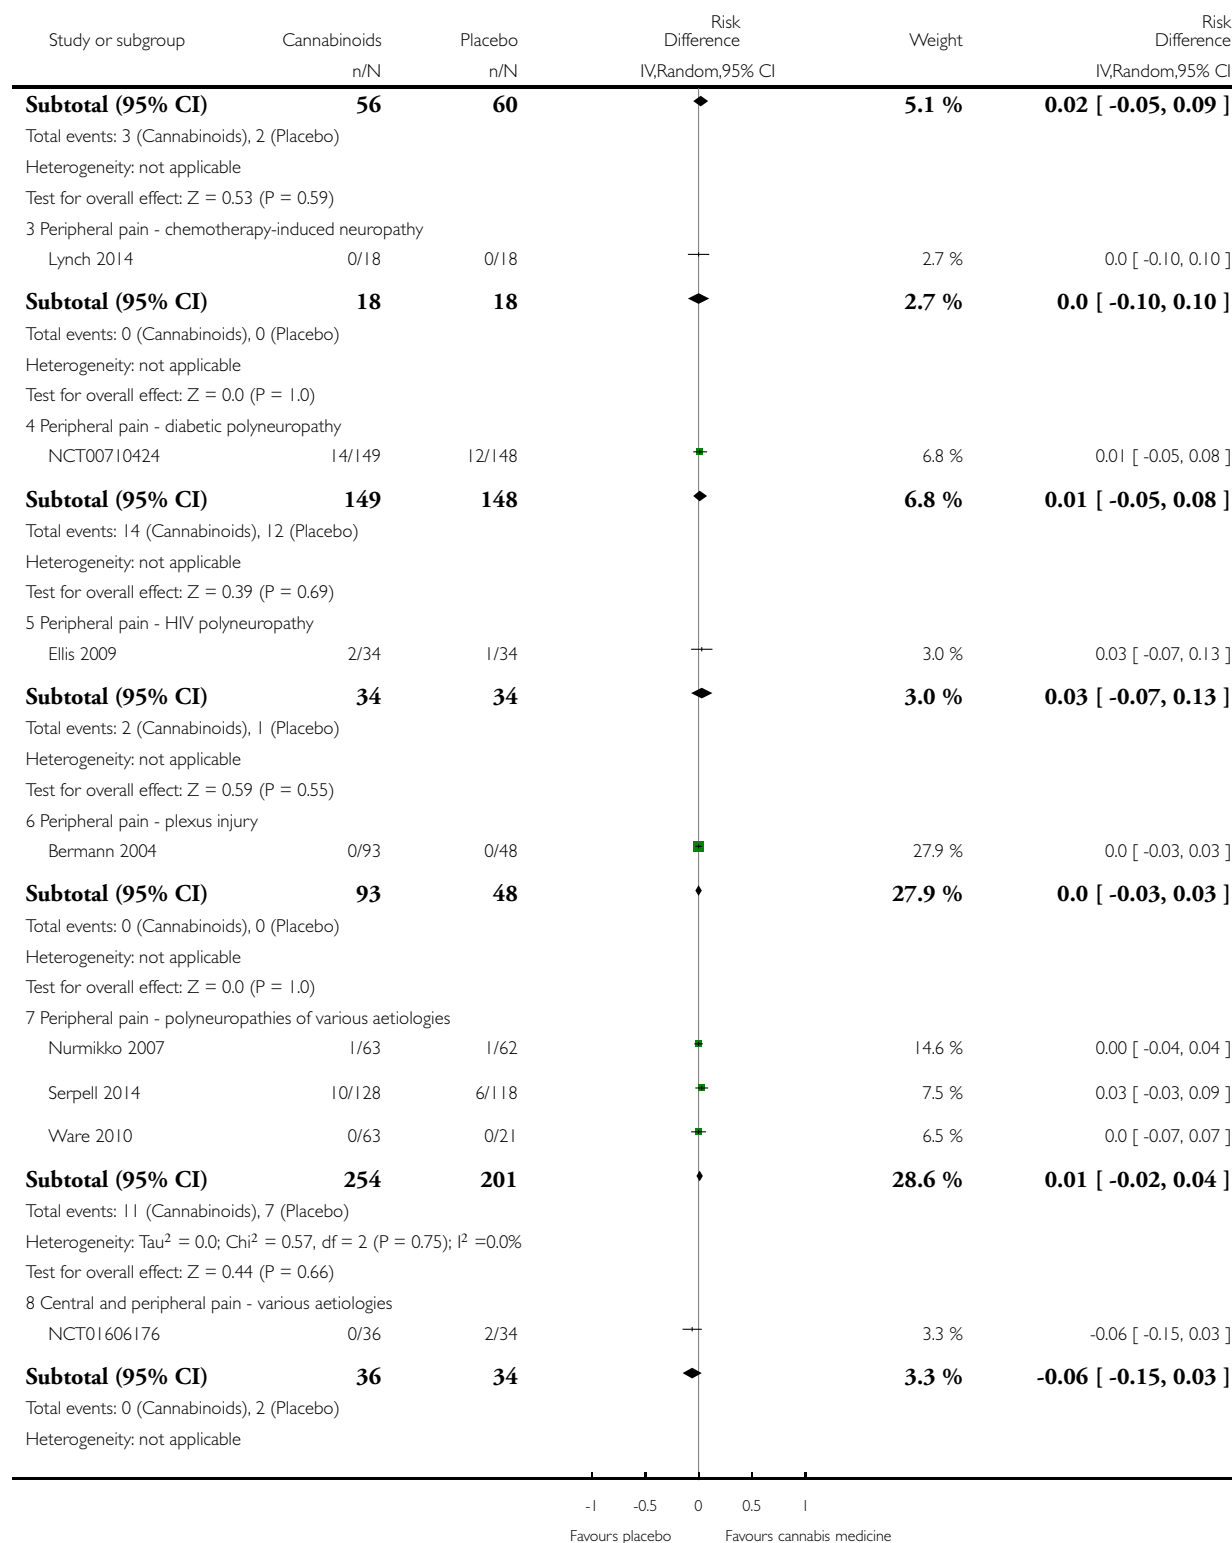 Study or subgroup Cannabinoids Placebo Risk Difference Weight Risk Difference
n/N n/N IV,Random,95% CI IV,Random,95% CI
Subtotal (95% CI) 56 60 5.1 % 0.02 [ -0.05, 0.09 ]
Total events: 3 (Cannabinoids), 2 (Placebo)
Heterogeneity: not applicable
Test for overall effect: Z = 0.53 (P = 0.59)
3 Peripheral pain - chemotherapy-induced neuropathy
Lynch 2014 0/18 0/18 2.7 % 0.0 [ -0.10, 0.10 ]
Subtotal (95% CI) 18 18 2.7 % 0.0 [ -0.10, 0.10 ]
Total events: 0 (Cannabinoids), 0 (Placebo)
Heterogeneity: not applicable
Test for overall effect: Z = 0.0 (P = 1.0)
4 Peripheral pain - diabetic polyneuropathy
NCT00710424 14/149 12/148 6.8 % 0.01 [ -0.05, 0.08 ]
Subtotal (95% CI) 149 148 6.8 % 0.01 [ -0.05, 0.08 ]
Total events: 14 (Cannabinoids), 12 (Placebo)
Heterogeneity: not applicable
Test for overall effect: Z = 0.39 (P = 0.69)
5 Peripheral pain - HIV polyneuropathy
Ellis 2009 2/34 1/34 3.0 % 0.03 [ -0.07, 0.13 ]
Subtotal (95% CI) 34 34 3.0 % 0.03 [ -0.07, 0.13 ]
Total events: 2 (Cannabinoids), 1 (Placebo)
Heterogeneity: not applicable
Test for overall effect: Z = 0.59 (P = 0.55)
6 Peripheral pain - plexus injury
Bermann 2004 0/93 0/48 27.9 % 0.0 [ -0.03, 0.03 ]
Subtotal (95% CI) 93 48 27.9 % 0.0 [ -0.03, 0.03 ]
Total events: 0 (Cannabinoids), 0 (Placebo)
Heterogeneity: not applicable
Test for overall effect: Z = 0.0 (P = 1.0)
7 Peripheral pain - polyneuropathies of various aetiologies
Nurmikko 2007 1/63 1/62 14.6 % 0.00 [ -0.04, 0.04 ]
Serpell 2014 10/128 6/118 7.5 % 0.03 [ -0.03, 0.09 ]
Ware 2010 0/63 0/21 6.5 % 0.0 [ -0.07, 0.07 ]
Subtotal (95% CI) 254 201 28.6 % 0.01 [ -0.02, 0.04 ]
Total events: 11 (Cannabinoids), 7 (Placebo)
Heterogeneity: Tau² = 0.0; Chi² = 0.57, df = 2 (P = 0.75); I² =0.0%
Test for overall effect: Z = 0.44 (P = 0.66)
8 Central and peripheral pain - various aetiologies
NCT01606176 0/36 2/34 3.3 % -0.06 [ -0.15, 0.03 ]
Subtotal (95% CI) 36 34 3.3 % -0.06 [ -0.15, 0.03 ]
Total events: 0 (Cannabinoids), 2 (Placebo)
Heterogeneity: not applicable
-1 -0.5 0 0.5 1
Favours placebo Favours cannabis medicine